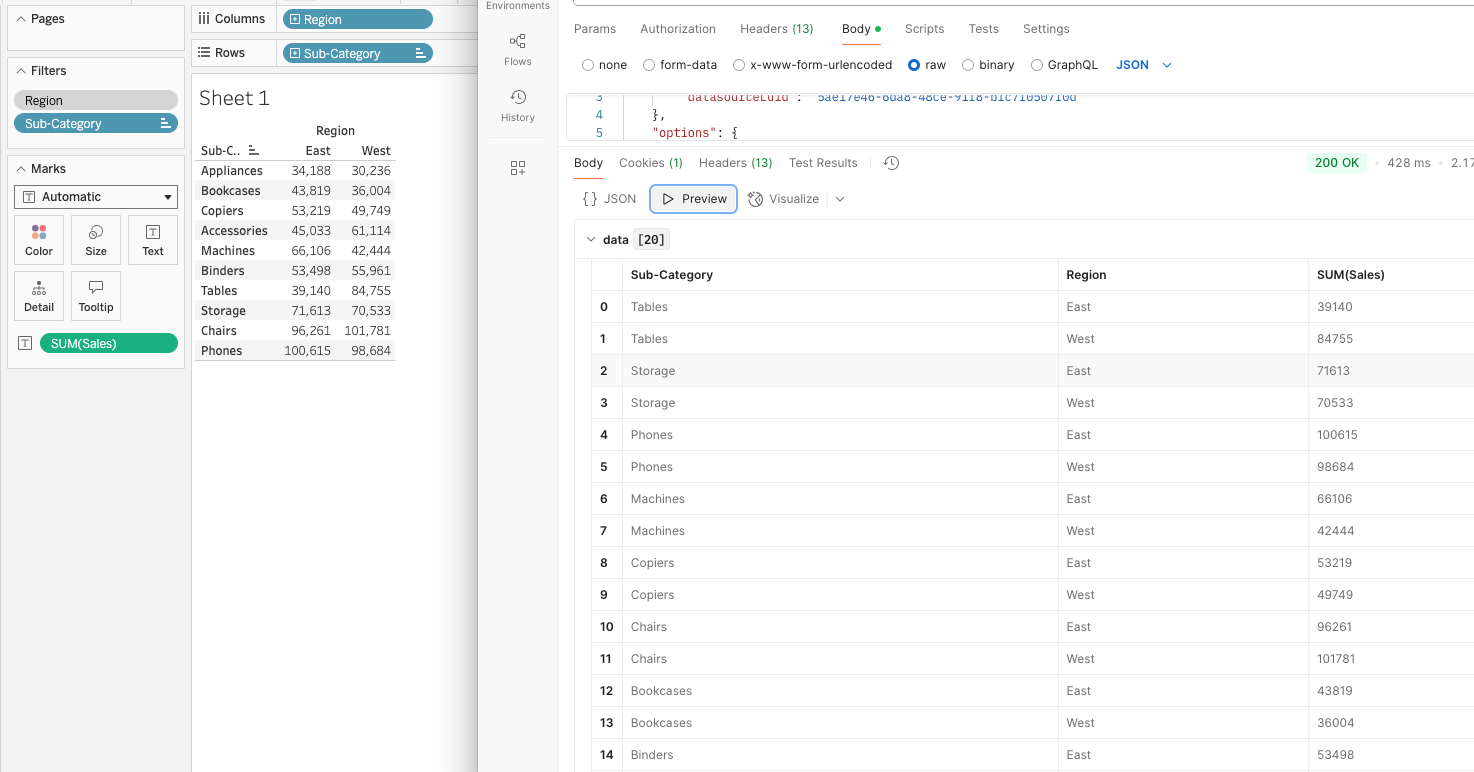 Pages
Filters
Region
Sub-Category
Marks
Automatic
Color
Size
Text
Detail
Tooltip
SUM(Sales)
Columns
Region
Rows
Sub-Category
Sheet 1
Region
Sub-C.. East West
Appliances 34,188 30,236
Bookcases 43,819 36,004
Copiers 53,219 49,749
Accessories 45,033 61,114
Machines 66,106 42,444
Binders 53,498 55,961
Tables 39,140 84,755
Storage 71,613 70,533
Chairs 96,261 101,781
Phones 100,615 98,684
Environments
Flows
History
Params Authorization Headers (13) Body Scripts Tests Settings
none form-data x-www-form-urlencoded raw binary GraphQL JSON
3
4 },
5 "options": {
Body Cookies (1) Headers (13) Test Results 200 OK 428 ms
{} JSON Preview Visualize
data [20]
Sub-Category Region SUM(Sales)
0 Tables East 39140
1 Tables West 84755
2 Storage East 71613
3 Storage West 70533
4 Phones East 100615
5 Phones West 98684
6 Machines East 66106
7 Machines West 42444
8 Copiers East 53219
9 Copiers West 49749
10 Chairs East 96261
11 Chairs West 101781
12 Bookcases East 43819
13 Bookcases West 36004
14 Binders East 53498